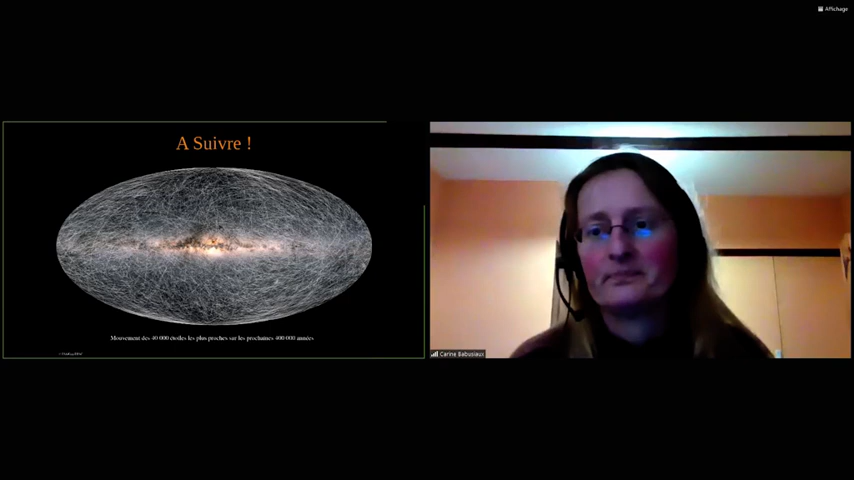 Affichage
A Suivre !
Mouvement des 40 000 étoiles les plus proches sur les prochaines 400 000 années
Carine Babusiaux